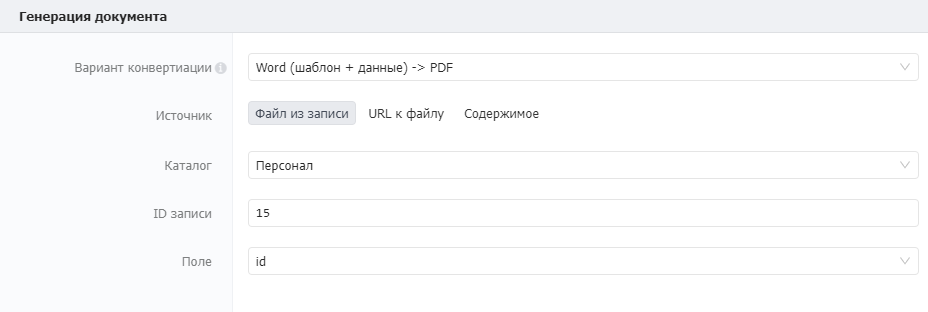 Генерация документа
Вариант конвертиации
Word (шаблон + данные) -> PDF
Источник
Файл из записи URL к файлу Содержимое
Каталог
Персонал
ID записи
15
Поле
id